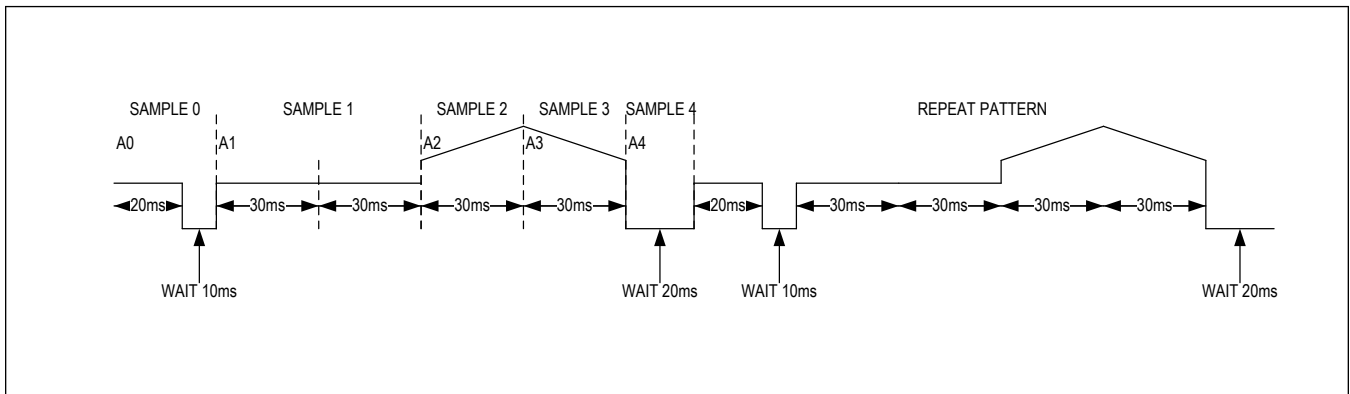 SAMPLE 0 SAMPLE 1 SAMPLE 2 SAMPLE 3 SAMPLE 4 REPEAT PATTERN
A0 A1 A2 A3 A4
20ms 30ms 30ms 30ms 30ms 20ms 30ms 30ms 30ms 30ms
WAIT 10ms WAIT 20ms WAIT 10ms WAIT 20ms